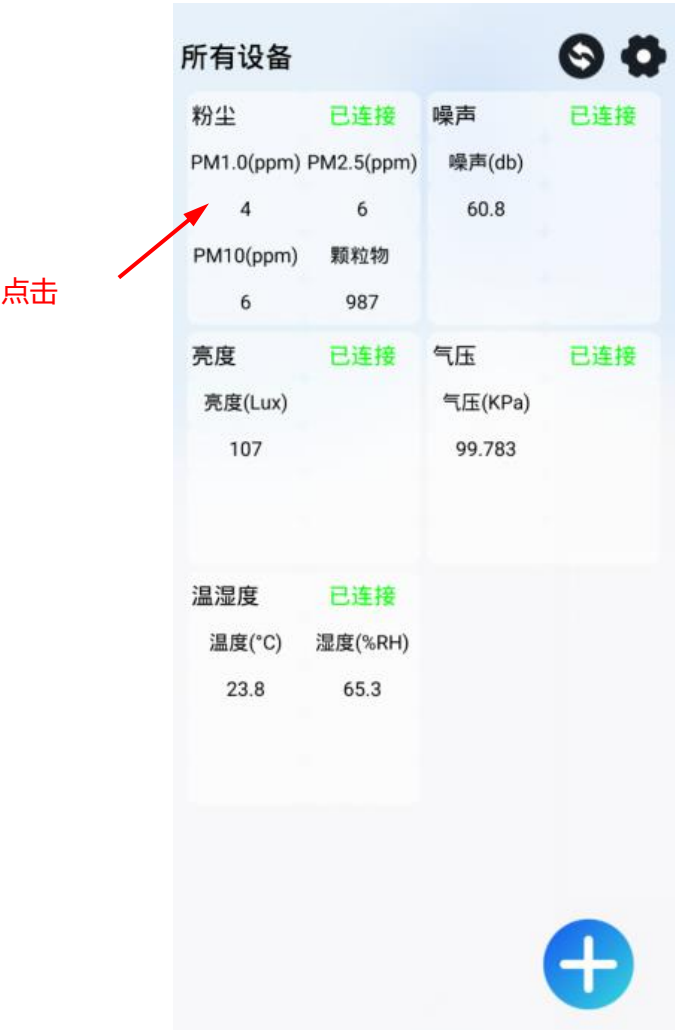 所有设备
粉尘 已连接
PM1.0(ppm) PM2.5(ppm)
4 6
PM10(ppm) 颗粒物
6 987
噪声 已连接
噪声(db)
60.8
点击
亮度 已连接
亮度(Lux)
107
气压 已连接
气压(KPa)
99.783
温湿度 已连接
温度(°C) 湿度(%RH)
23.8 65.3